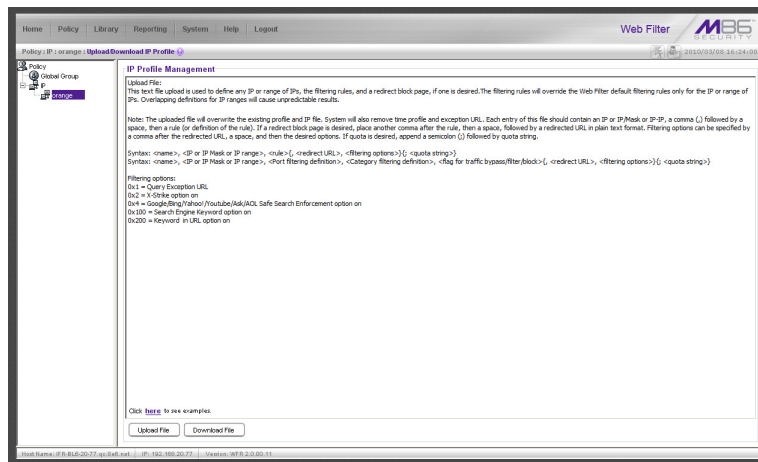 Home Policy Library Reporting System Help Logout
Web Filter
M86
SECURITY
Policy : IP : orange : Upload/Download IP Profile
2010/03/08 16:24:00
Policy
Global Group
IP
orange
IP Profile Management
Upload File:
This text file upload is used to define any IP or range of IPs, the filtering rules, and a redirect block page, if one is desired.The filtering rules will override the Web Filter default filtering rules only for the IP or range of
IPs. Overlapping definitions for IP ranges will cause unpredictable results.
Note: The uploaded file will overwrite the existing profile and IP file. System will also remove time profile and exception URL. Each entry of this file should contain an IP or IP/Mask or IP-IP, a comma (,) followed by a
space, then a rule (or definition of the rule). If a redirect block page is desired, place another comma after the rule, then a space, followed by a redirected URL in plain text format. Filtering options can be specified by
a comma after the redirected URL, a space, and then the desired options. If quota is desired, append a semicolon (;) followed by quota string.
Syntax: <name>, <IP or IP Mask or IP range>, <rule>{, <redirect URL>, <filtering options>}{; <quota string>}
Syntax: <name>, <IP or IP Mask or IP range>, <Port filtering definition>, <Category filtering definition>, <flag for traffic bypass/filter/block>{, <redirect URL>, <filtering options>}{; <quota string>}
Filtering options:
0x1 = Query Exception URL
0x2 = X-Strike option on
0x4 = Google/Bing/Yahoo!/Youtube/Ask/AOL Safe Search Enforcement option on
0x100 = Search Engine Keyword option on
0x200 = Keyword in URL option on
Click here to see examples.
Upload File Download File
Host Name: IFR-BL6-20-77.qc.8e6.net IP: 192.168.20.77 Version: WFR 2.0.00.11